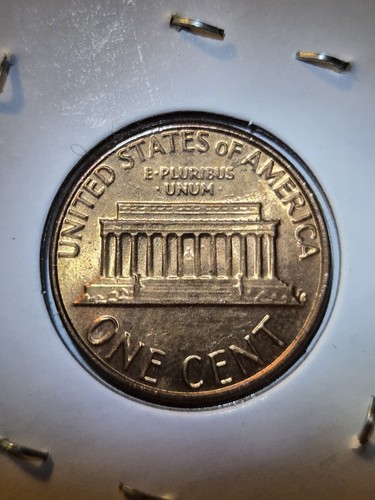 UNITED STATES oF AMERICA
E·PLURIBUS
·UNUM·
ONE CENT